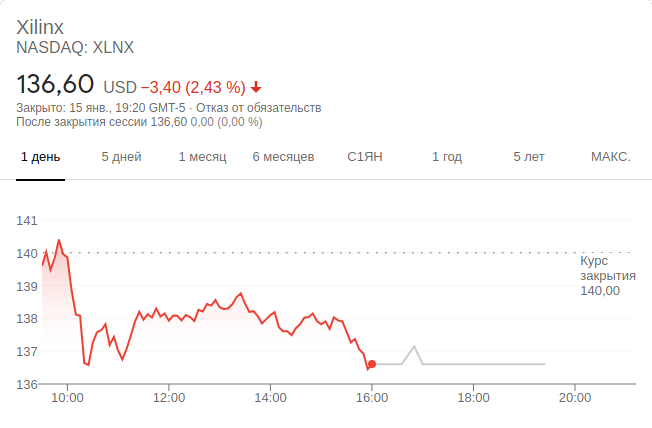 Xilinx
NASDAQ: XLNX
136,60 USD −3,40 (2,43 %)
Закрыто: 15 янв., 19:20 GMT-5 · Отказ от обязательств
После закрытия сессии 136,60 0,00 (0,00 %)
1 день 5 дней 1 месяц 6 месяцев С1ЯН 1 год 5 лет МАКС.
141
140
Курс
закрытия
140,00
139
138
137
136
10:00 12:00 14:00 16:00 18:00 20:00